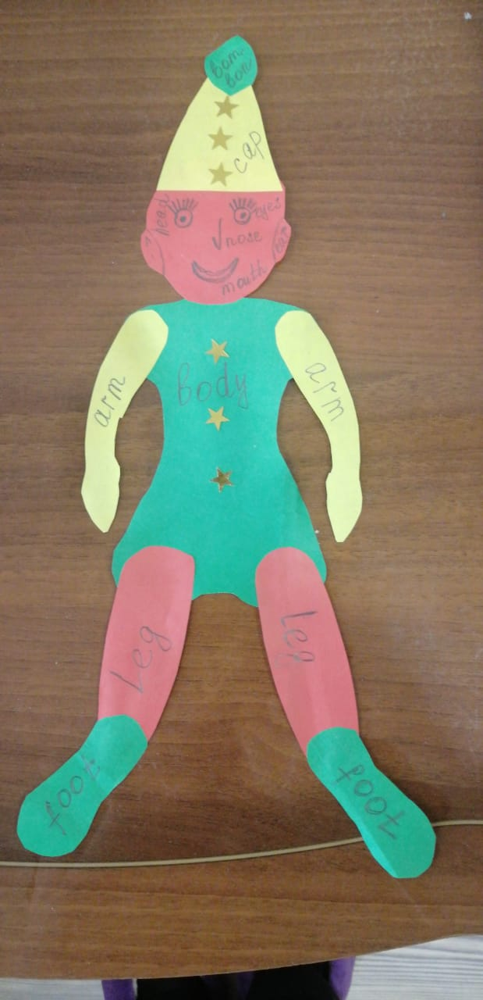 bom-
bon
cap
head
eyes
nose
ear
mouth
body
arm
arm
leg
leg
foot
foot